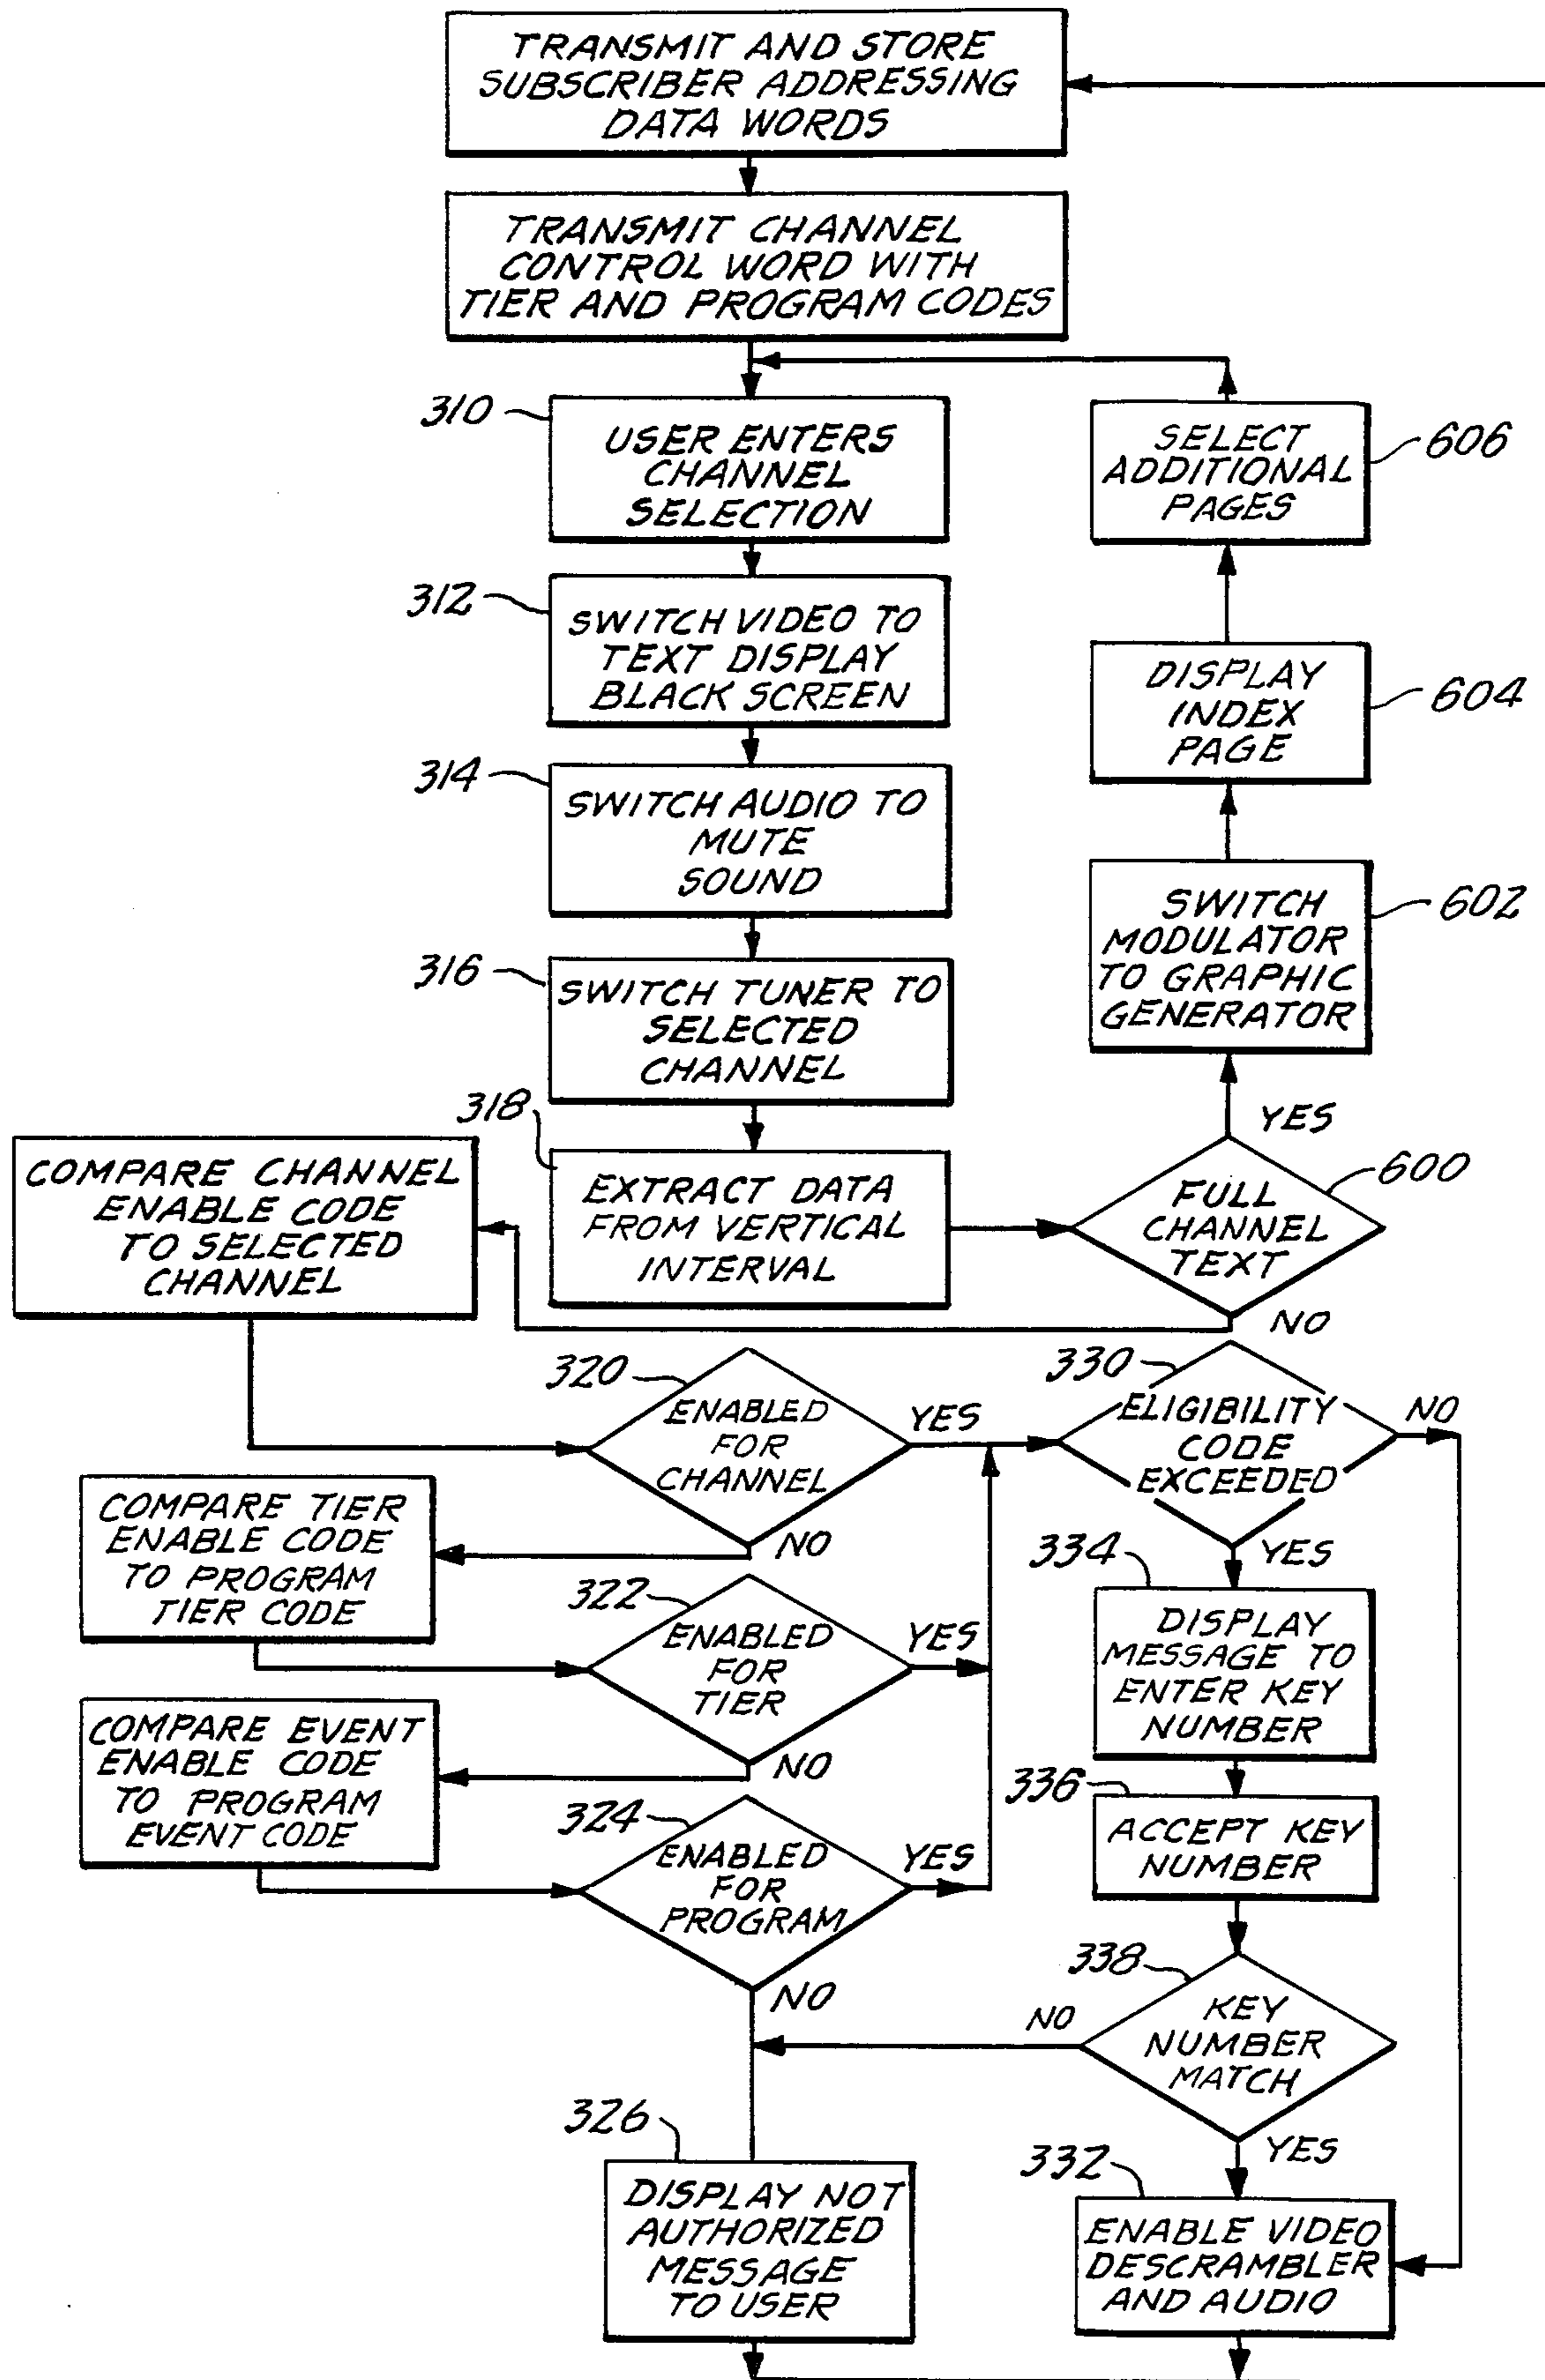 TRANSMIT AND STORE
SUBSCRIBER ADDRESSING
DATA WORDS
TRANSMIT CHANNEL
CONTROL WORD WITH
TIER AND PROGRAM CODES
310
USER ENTERS
CHANNEL
SELECTION
SELECT
ADDITIONAL
PAGES
606
312
SWITCH VIDEO TO
TEXT DISPLAY
BLACK SCREEN
DISPLAY
INDEX
PAGE
604
314
SWITCH AUDIO TO
MUTE
SOUND
SWITCH
MODULATOR
TO GRAPHIC
GENERATOR
602
316
SWITCH TUNER TO
SELECTED
CHANNEL
318
EXTRACT DATA
FROM VERTICAL
INTERVAL
YES
FULL
CHANNEL
TEXT
600
NO
COMPARE CHANNEL
ENABLE CODE
TO SELECTED
CHANNEL
320
ENABLED
FOR
CHANNEL
YES
NO
330
ELIGIBILITY
CODE
EXCEEDED
NO
YES
COMPARE TIER
ENABLE CODE
TO PROGRAM
TIER CODE
322
ENABLED
FOR
TIER
YES
NO
334
DISPLAY
MESSAGE TO
ENTER KEY
NUMBER
COMPARE EVENT
ENABLE CODE
TO PROGRAM
EVENT CODE
324
ENABLED
FOR
PROGRAM
YES
NO
336
ACCEPT KEY
NUMBER
338
KEY
NUMBER
MATCH
NO
YES
326
DISPLAY NOT
AUTHORIZED
MESSAGE
TO USER
332
ENABLE VIDEO
DESCRAMBLER
AND AUDIO